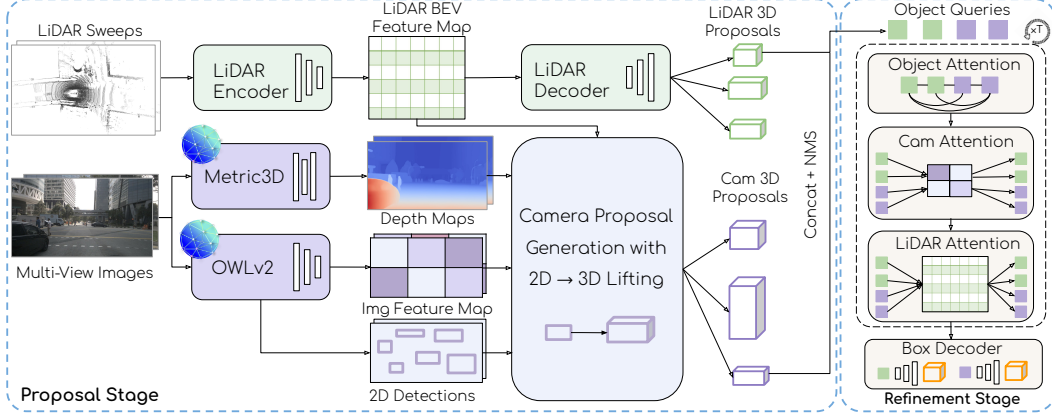 LiDAR Sweeps
LiDAR
Encoder
LiDAR BEV
Feature Map
LiDAR
Decoder
LiDAR 3D
Proposals
Metric3D
Depth Maps
Multi-View Images
OWLv2
Img Feature Map
2D Detections
Camera Proposal
Generation with
2D → 3D Lifting
Cam 3D
Proposals
Concat + NMS
Proposal Stage
Object Queries
×T
Object Attention
Cam Attention
LiDAR Attention
Box Decoder
Refinement Stage